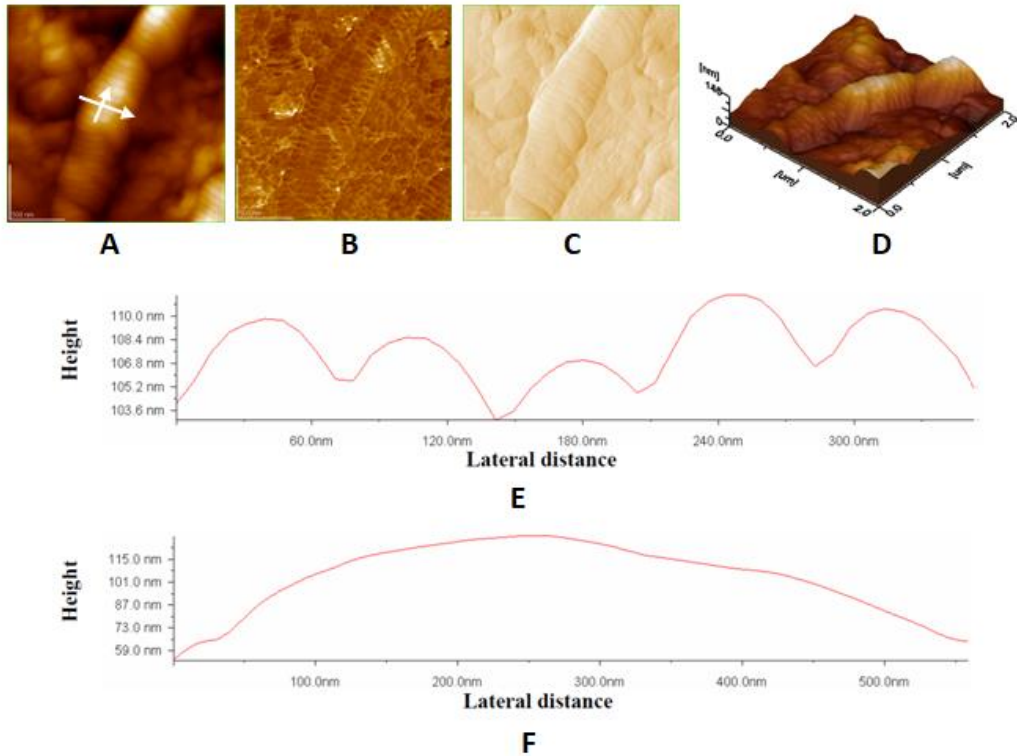 [nm]
146
0
0.0
[um]
2.0
0.0
[um]
2.0
A
B
C
D
Height
110.0 nm
108.4 nm
106.8 nm
105.2 nm
103.6 nm
60.0nm
120.0nm
180.0nm
240.0nm
300.0nm
Lateral distance
E
Height
115.0 nm
101.0 nm
87.0 nm
73.0 nm
59.0 nm
100.0nm
200.0nm
300.0nm
400.0nm
500.0nm
Lateral distance
F